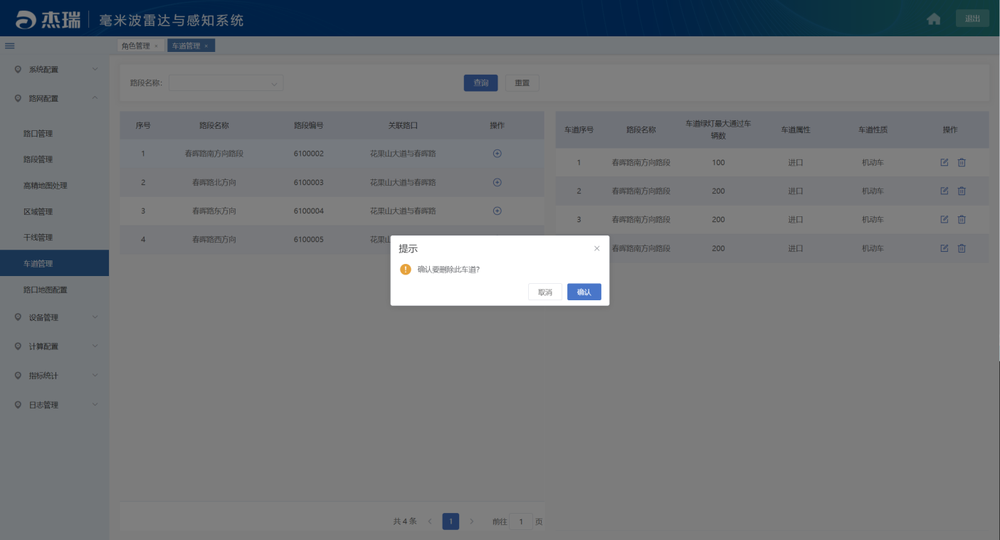 杰瑞 毫米波雷达与感知系统 退出
角色管理 × 车道管理 ×
系统配置
路网配置
路口管理
路段管理
高精地图处理
区域管理
干线管理
车道管理
路口地图配置
设备管理
计算配置
指标统计
日志管理
路段名称: 查询 重置
序号 路段名称 路段编号 关联路口 操作
1 春晖路南方向路段 6100002 花果山大道与春晖路
2 春晖路北方向 6100003 花果山大道与春晖路
3 春晖路东方向 6100004 花果山大道与春晖路
4 春晖路西方向 6100005 花果山
共 4 条 1 前往 1 页
车道序号 路段名称 车道绿灯最大通过车
辆数 车道属性 车道性质 操作
1 春晖路南方向路段 100 进口 机动车
2 春晖路南方向路段 200 进口 机动车
3 春晖路南方向路段 200 进口 机动车
春晖路南方向路段 200 进口 机动车
提示
确认要删除此车道?
取消 确认